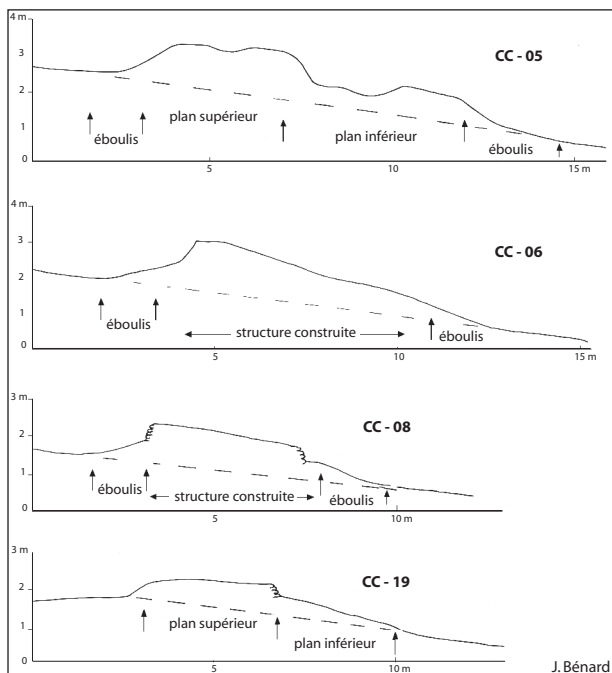 4 m
CC - 05
3
2
plan supérieur
plan inférieur
1
éboulis
éboulis
0
5
10
15 m
4
3
CC - 06
2
éboulis
1
structure construite
éboulis
0
5
10
15 m
3 m
CC - 08
2
1
éboulis
structure construite
éboulis
0
5
10 m
3 m
CC - 19
2
plan supérieur
1
plan inférieur
0
5
10 m
J. Bénard